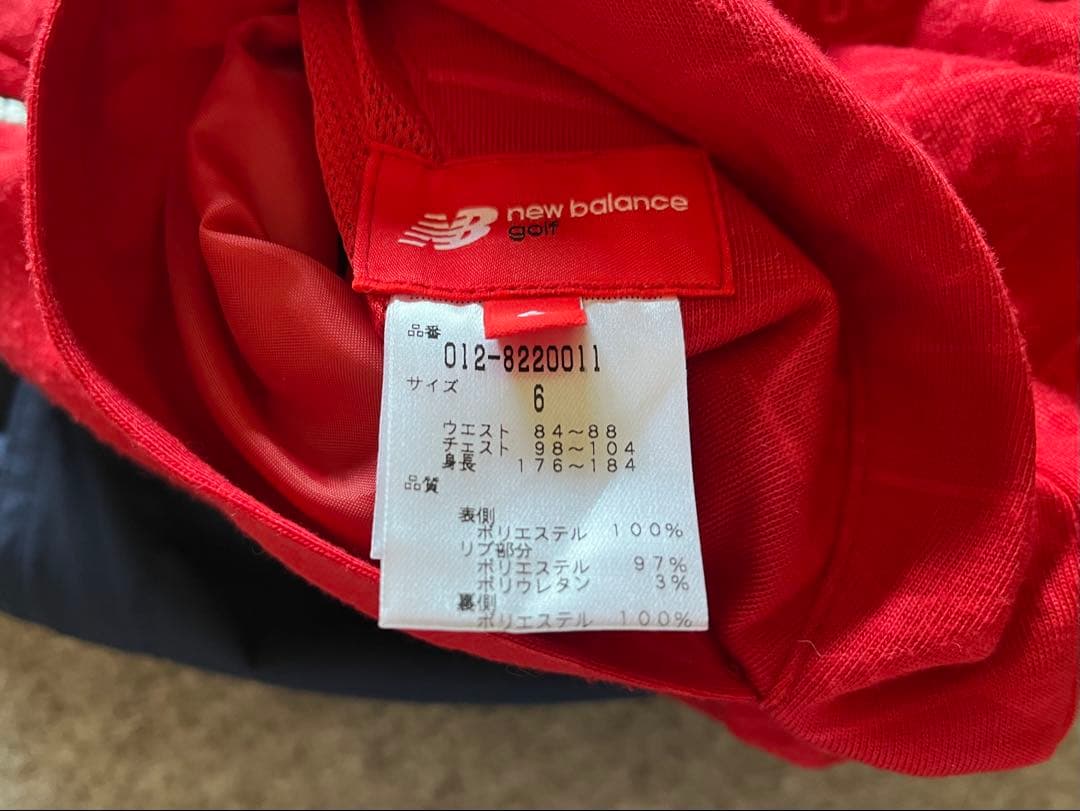 new balance
golf
品番
012-8220011
サイズ
6
ウエスト 84～88
チェスト 98～104
身長 176～184
品質
表側
ポリエステル 100%
リブ部分
ポリエステル 97%
ポリウレタン 3%
裏側
ポリエステル 100%